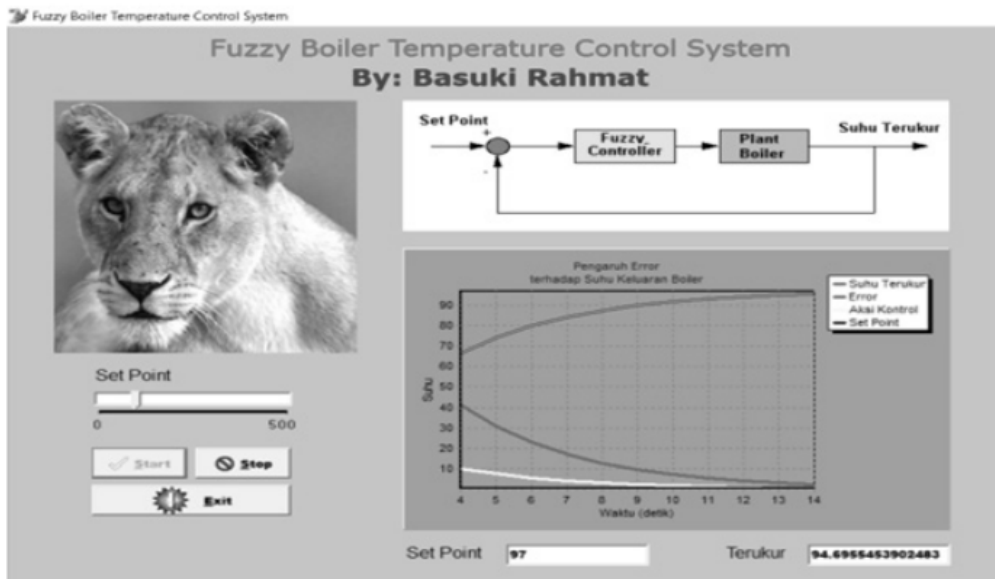 Fuzzy Boiler Temperature Control System
Fuzzy Boiler Temperature Control System
By: Basuki Rahmat
Set Point
+
-
Fuzzy
Controller
Plant
Boiler
Suhu Terukur
Pengaruh Error
terhadap Suhu Keluaran Boiler
Suhu Terukur
Error
Aksi Kontrol
Set Point
90
80
70
60
50
40
30
20
10
Suhu
4 5 6 7 8 9 10 11 12 13 14
Waktu (detik)
Set Point
0 500
Start Stop
Exit
Set Point 97 Terukur 94.6955453902483